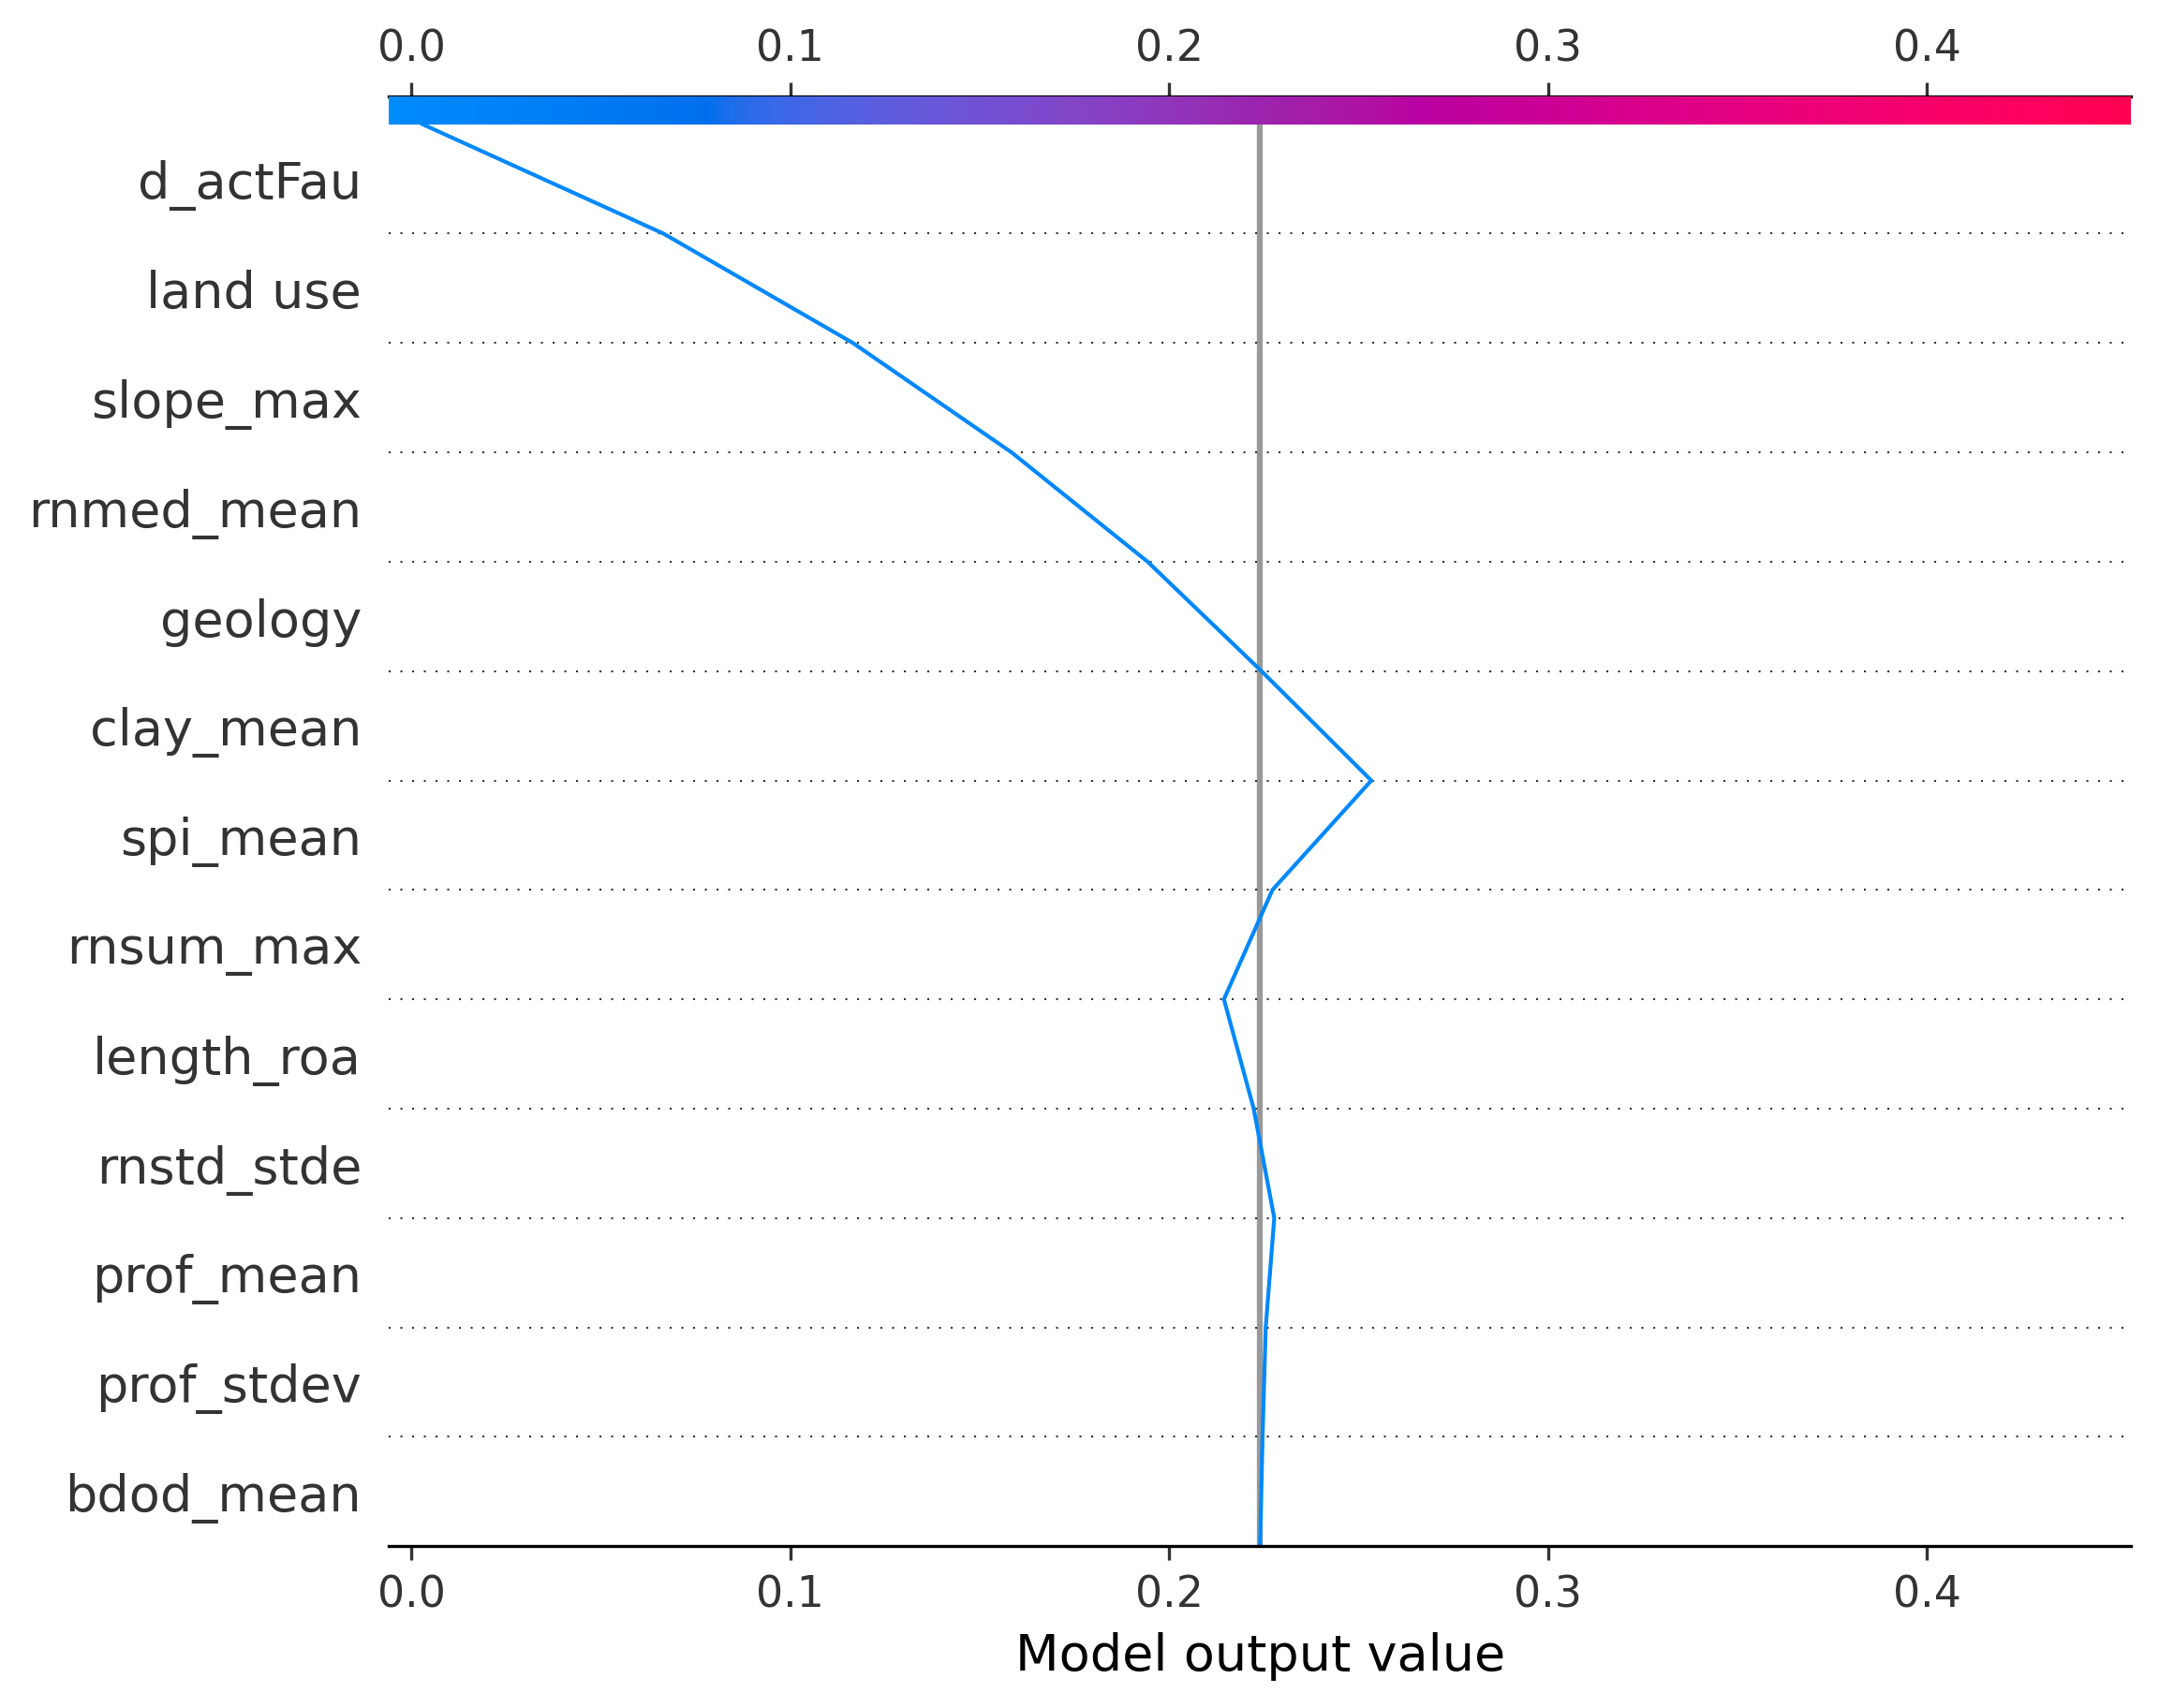 0.0 0.1 0.2 0.3 0.4
d_actFau
land use
slope_max
rnmed_mean
geology
clay_mean
spi_mean
rnsum_max
length_roa
rnstd_stde
prof_mean
prof_stdev
bdod_mean
0.0 0.1 0.2 0.3 0.4
Model output value